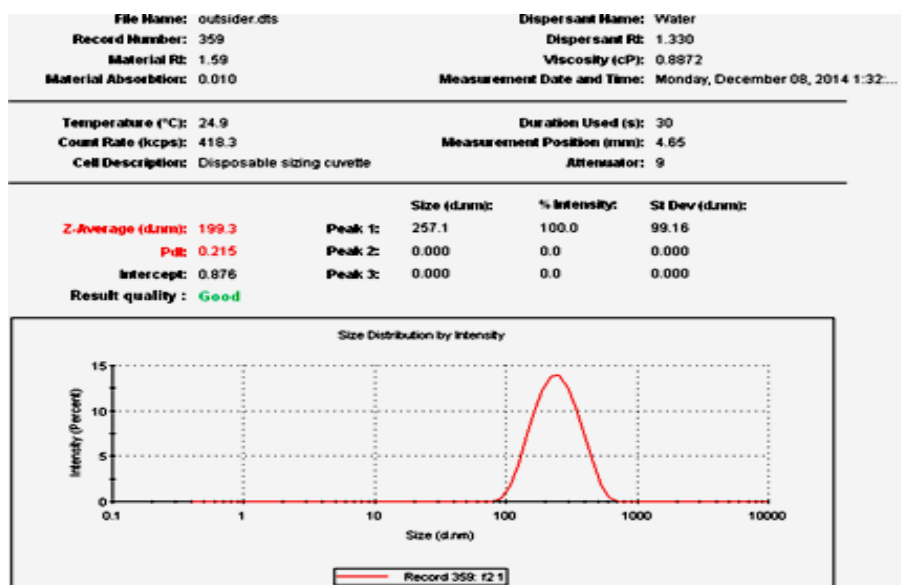 File Name: outsider.dts Dispersant Name: Water
Record Number: 359 Dispersant RI: 1.330
Material RI: 1.59 Viscosity (cP): 0.8872
Material Absorbtion: 0.010 Measurement Date and Time: Monday, December 08, 2014 1:32:...
Temperature (°C): 24.9 Duration Used (s): 30
Count Rate (kcps): 418.3 Measurement Position (mm): 4.65
Cell Description: Disposable sizing cuvette Attenuator: 9
Size (d.nm): % Intensity: St Dev (d.nm):
Z-Average (d.nm): 199.3 Peak 1: 257.1 100.0 99.16
PdI: 0.215 Peak 2: 0.000 0.0 0.000
Intercept: 0.876 Peak 3: 0.000 0.0 0.000
Result quality : Good
Size Distribution by Intensity
Intensity (Percent)
15
10
5
0
0.1 1 10 100 1000 10000
Size (d.nm)
Record 359: f2 1